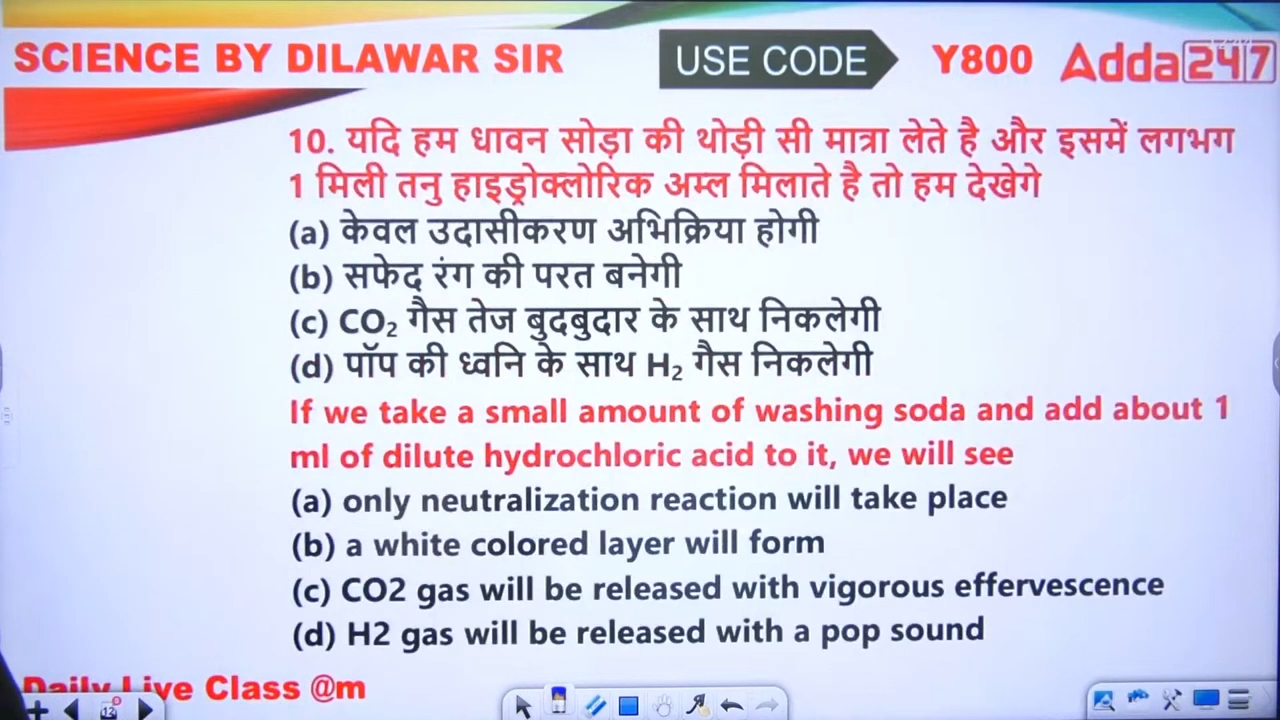 SCIENCE BY DILAWAR SIR
USE CODE
Y800
Adda247
10. यदि हम धावन सोड़ा की थोड़ी सी मात्रा लेते है और इसमें लगभग
1 मिली तनु हाइड्रोक्लोरिक अम्ल मिलाते है तो हम देखेगे
(a) केवल उदासीकरण अभिक्रिया होगी
(b) सफेद रंग की परत बनेगी
(c) CO₂ गैस तेज बुदबुदार के साथ निकलेगी
(d) पॉप की ध्वनि के साथ H₂ गैस निकलेगी
If we take a small amount of washing soda and add about 1
ml of dilute hydrochloric acid to it, we will see
(a) only neutralization reaction will take place
(b) a white colored layer will form
(c) CO2 gas will be released with vigorous effervescence
(d) H2 gas will be released with a pop sound
Daily Live Class @m